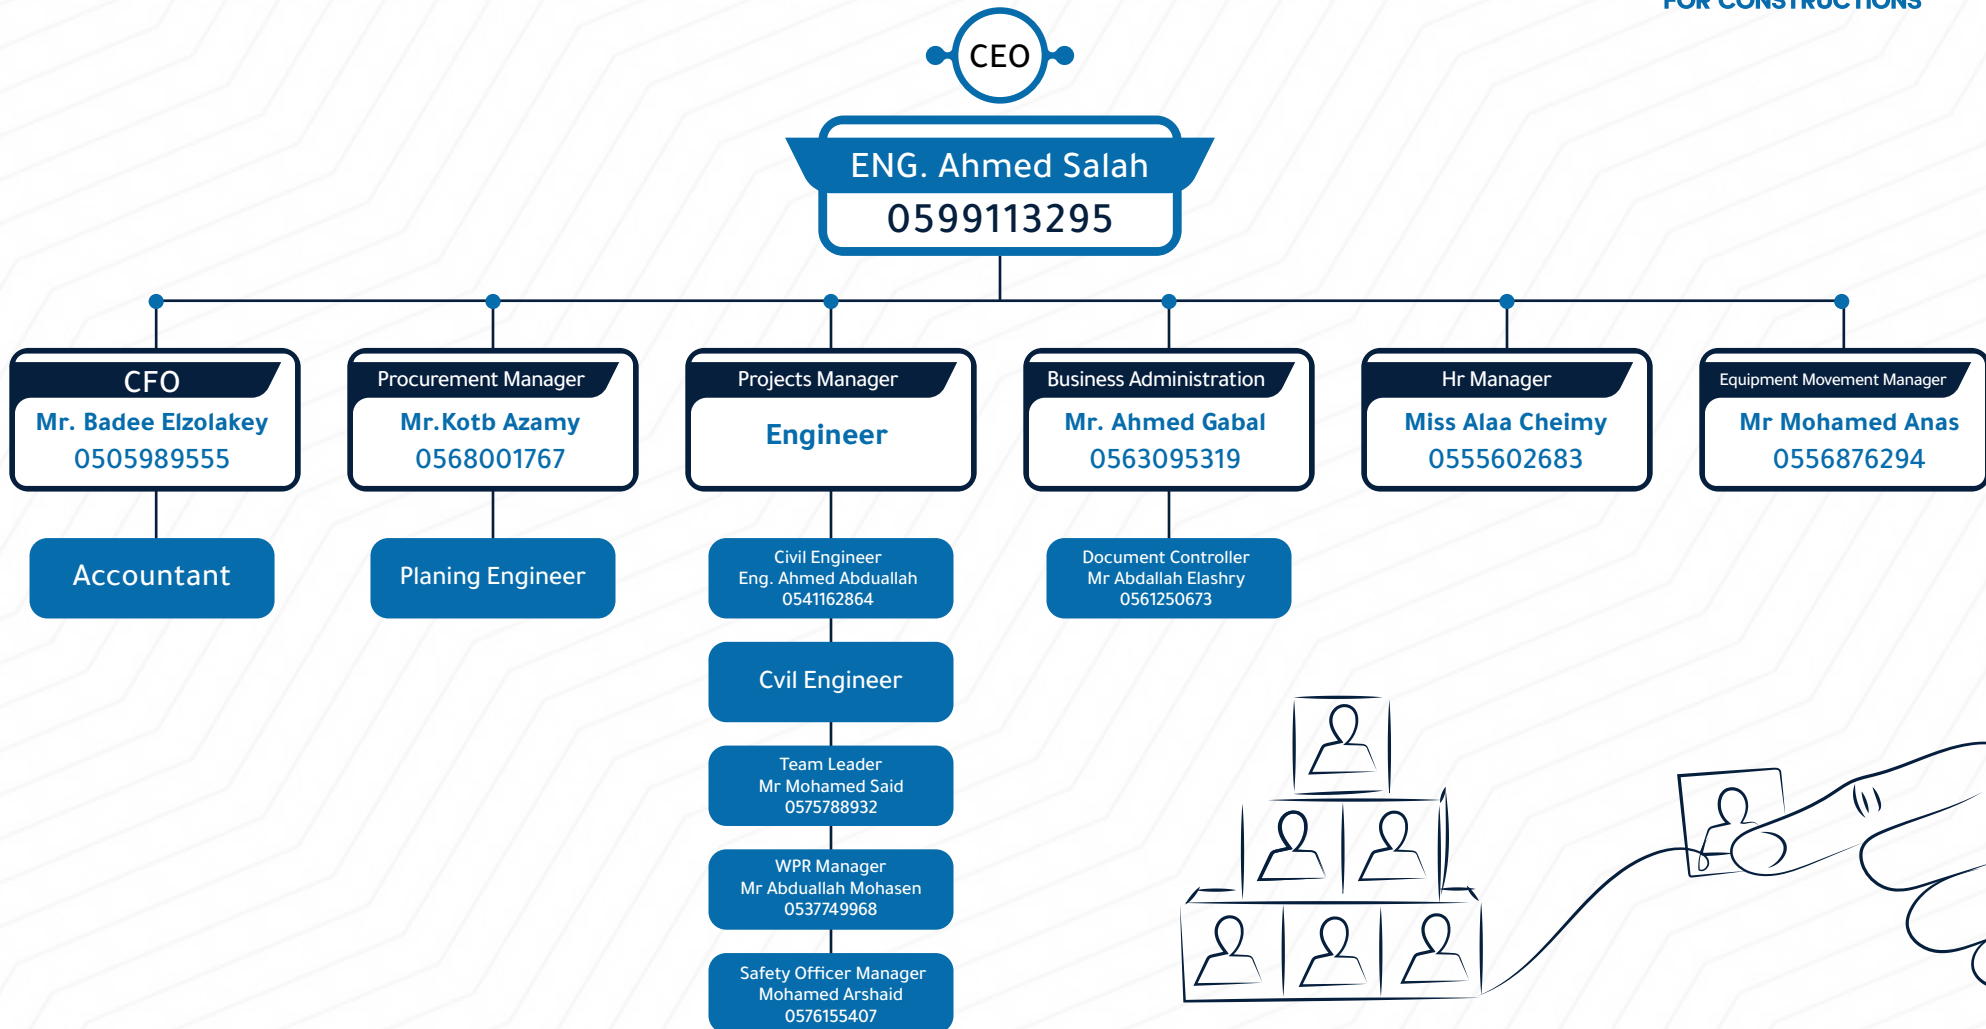 FOR CONSTRUCTIONS
CEO
ENG. Ahmed Salah
0599113295
CFO
Mr. Badee Elzolakey
0505989555
Procurement Manager
Mr.Kotb Azamy
0568001767
Projects Manager
Engineer
Business Administration
Mr. Ahmed Gabal
0563095319
Hr Manager
Miss Alaa Cheimy
0555602683
Equipment Movement Manager
Mr Mohamed Anas
0556876294
Accountant
Planing Engineer
Civil Engineer
Eng. Ahmed Abduallah
0541162864
Document Controller
Mr Abdallah Elashry
0561250673
Cvil Engineer
Team Leader
Mr Mohamed Said
0575788932
WPR Manager
Mr Abduallah Mohasen
0537749968
Safety Officer Manager
Mohamed Arshaid
0576155407